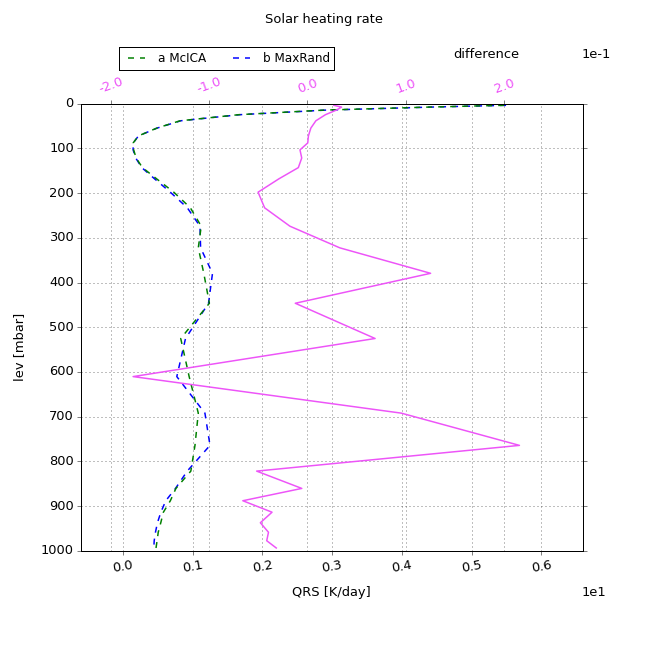 Solar heating rate
a McICA
b MaxRand
difference
1e-1
-2.0
-1.0
0.0
1.0
2.0
0
100
200
300
400
500
600
700
800
900
1000
lev [mbar]
0.0
0.1
0.2
0.3
0.4
0.5
0.6
QRS [K/day]
1e1